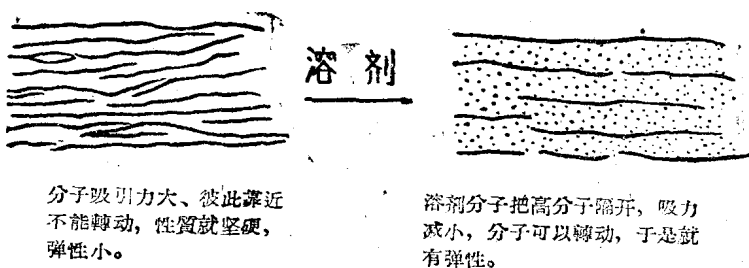 溶剂
分子吸引力大、彼此靠近
不能轉动，性質就坚硬，
弹性小。
溶剂分子把高分子隔开，吸力
减小，分子可以轉动，于是就
有弹性。